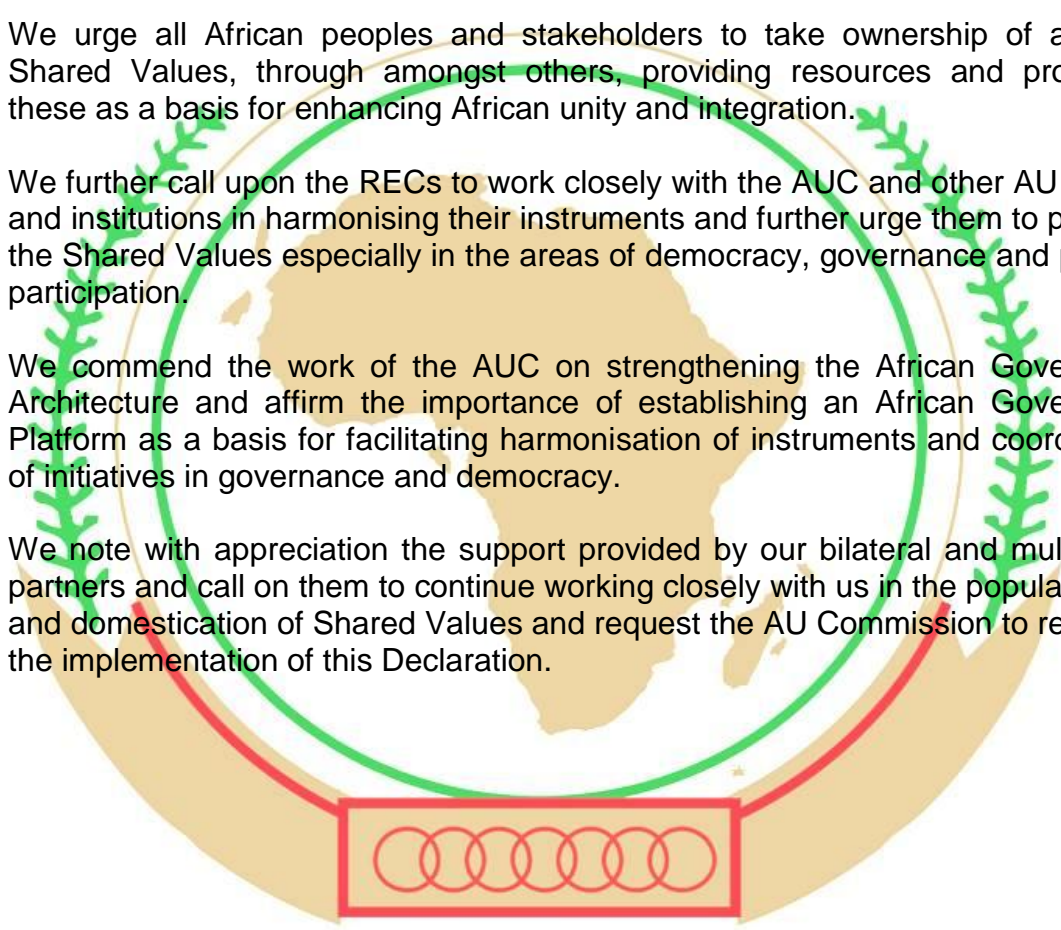 We urge all African peoples and stakeholders to take ownership of a
Shared Values, through amongst others, providing resources and pro
these as a basis for enhancing African unity and integration.
We further call upon the RECs to work closely with the AUC and other AU
and institutions in harmonising their instruments and further urge them to p
the Shared Values especially in the areas of democracy, governance and p
participation.
We commend the work of the AUC on strengthening the African Gove
Architecture and affirm the importance of establishing an African Gove
Platform as a basis for facilitating harmonisation of instruments and coord
of initiatives in governance and democracy.
We note with appreciation the support provided by our bilateral and mul
partners and call on them to continue working closely with us in the popula
and domestication of Shared Values and request the AU Commission to re
the implementation of this Declaration.